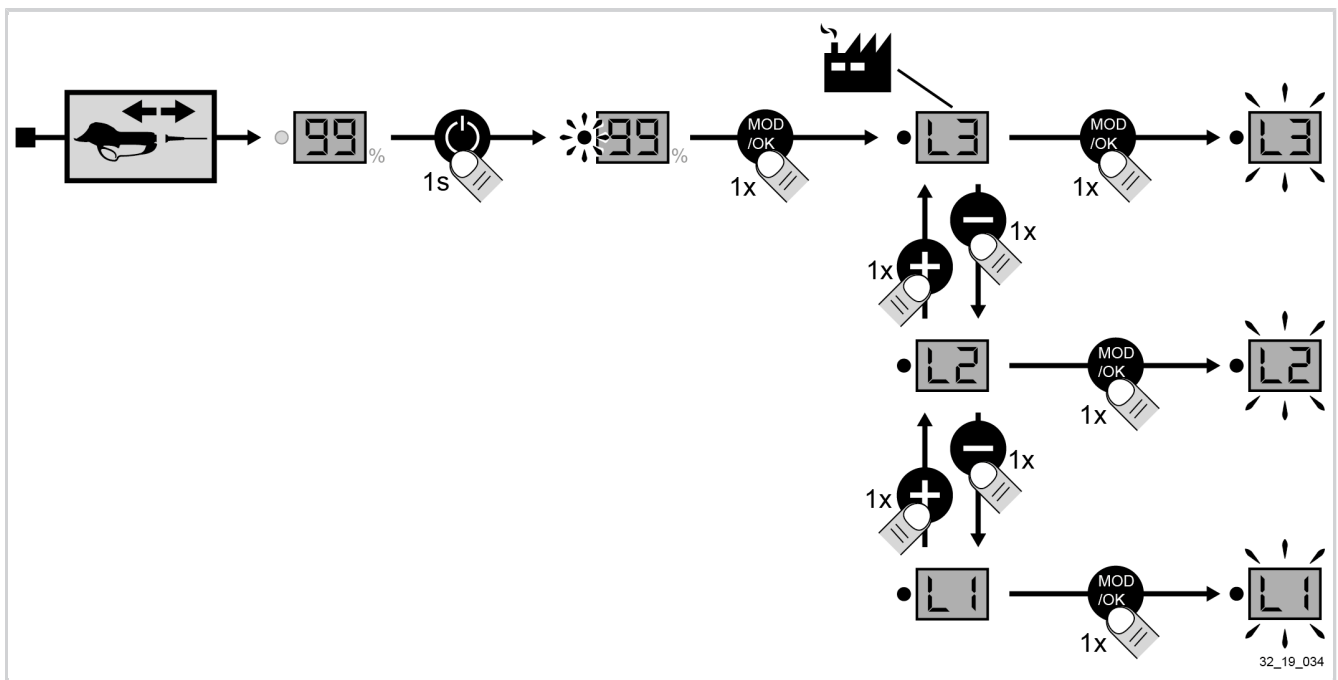 99
%
1s
99
%
MOD
/OK
1x
L3
MOD
/OK
1x
L3
1x
1x
L2
MOD
/OK
1x
L2
1x
1x
L1
MOD
/OK
1x
L1
32_19_034